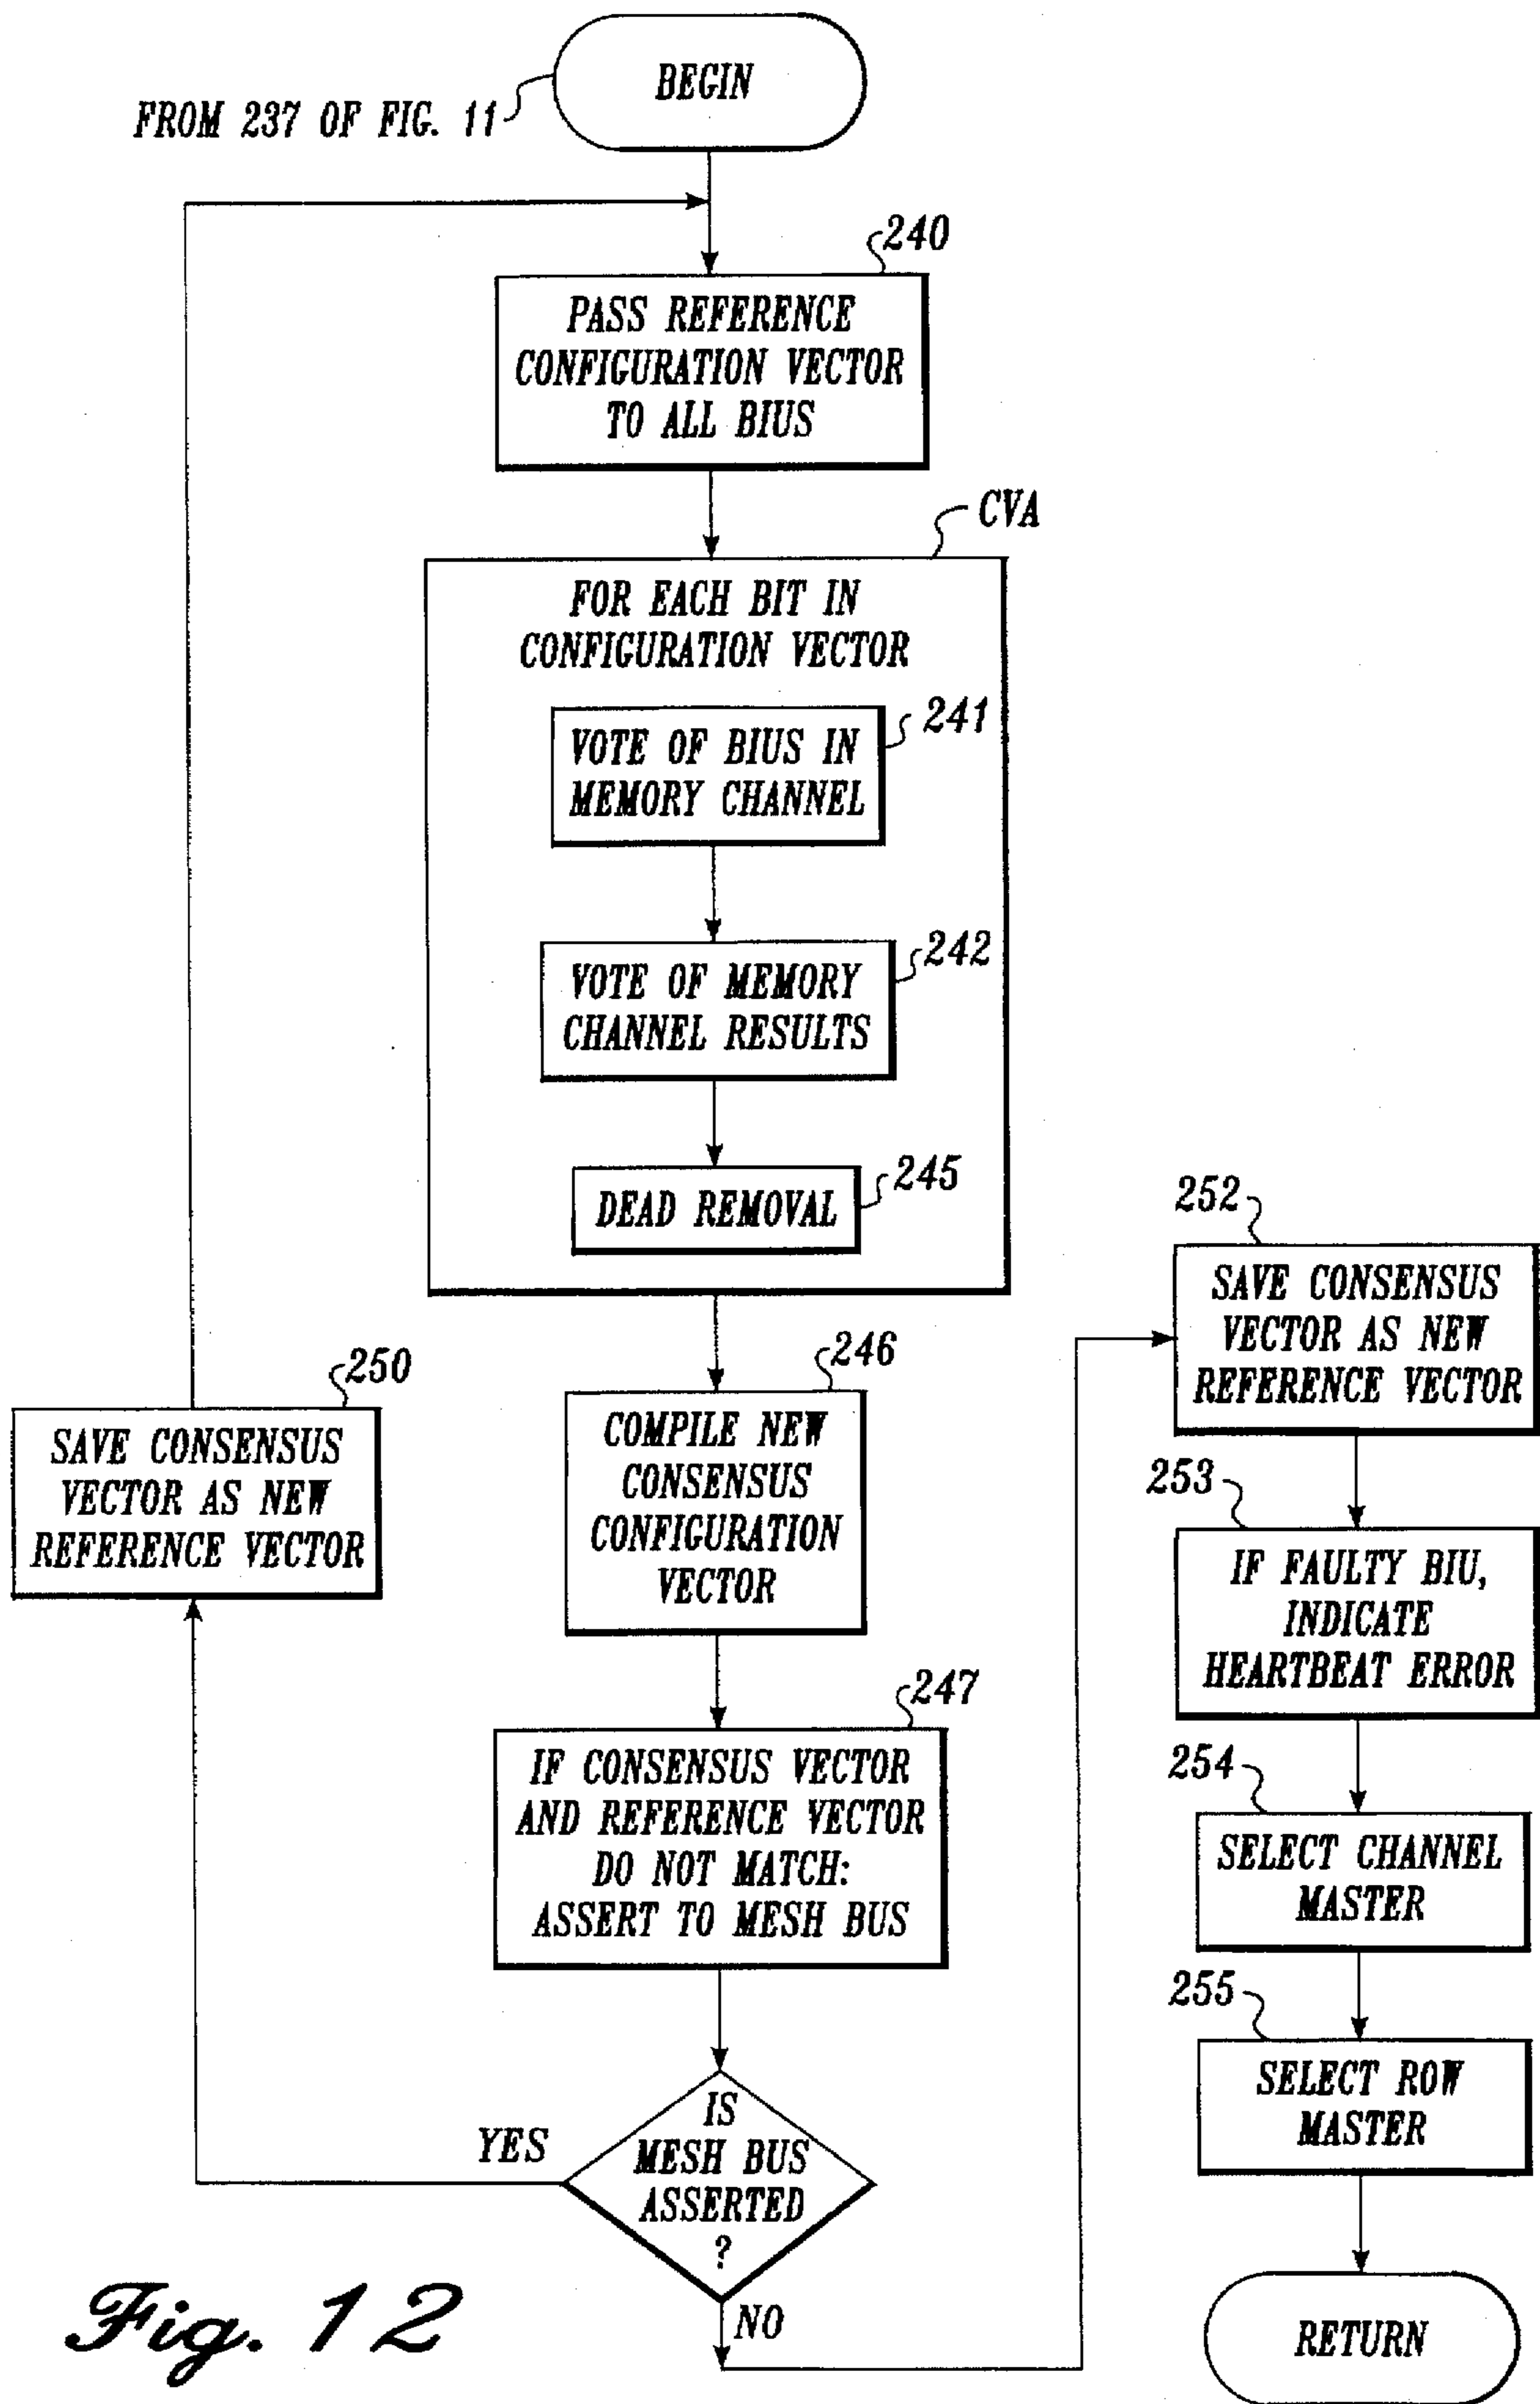 BEGIN
FROM 237 OF FIG. 11
240
PASS REFERENCE
CONFIGURATION VECTOR
TO ALL BIUS
CVA
FOR EACH BIT IN
CONFIGURATION VECTOR
241
VOTE OF BIUS IN
MEMORY CHANNEL
242
VOTE OF MEMORY
CHANNEL RESULTS
245
DEAD REMOVAL
246
COMPILE NEW
CONSENSUS
CONFIGURATION
VECTOR
247
IF CONSENSUS VECTOR
AND REFERENCE VECTOR
DO NOT MATCH:
ASSERT TO MESH BUS
IS
MESH BUS
ASSERTED
?
YES
NO
250
SAVE CONSENSUS
VECTOR AS NEW
REFERENCE VECTOR
252
SAVE CONSENSUS
VECTOR AS NEW
REFERENCE VECTOR
253
IF FAULTY BIU,
INDICATE
HEARTBEAT ERROR
254
SELECT CHANNEL
MASTER
255
SELECT ROW
MASTER
RETURN
Fig. 12